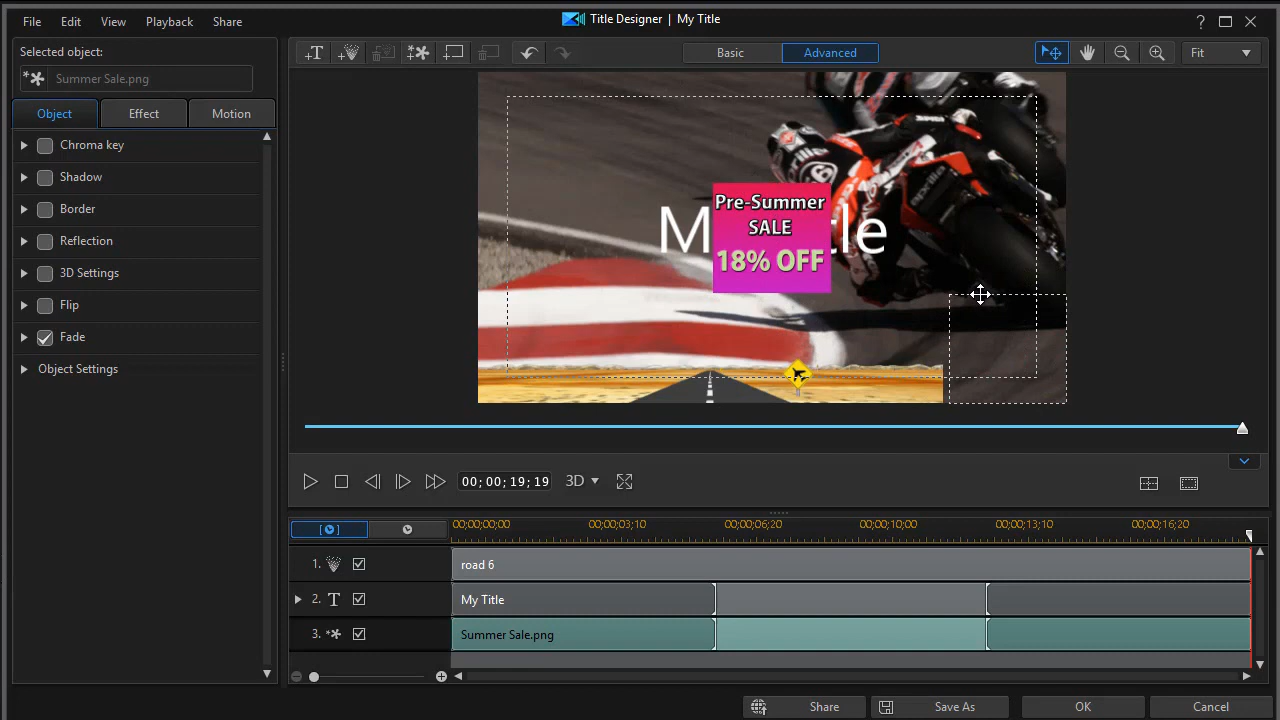 File Edit View Playback Share
Title Designer | My Title
?
Selected object:
Summer Sale.png
Object Effect Motion
Chroma key
Shadow
Border
Reflection
3D Settings
Flip
Fade
Object Settings
T
Basic Advanced
Fit
Pre-Summer
SALE
18% OFF
aprilia
00; 00; 19; 19
3D
00;00;00;00 00;00;03;10 00;00;06;20 00;00;10;00 00;00;13;10 00;00;16;20
1. road 6
2. T My Title
3. Summer Sale.png
Share Save As OK Cancel